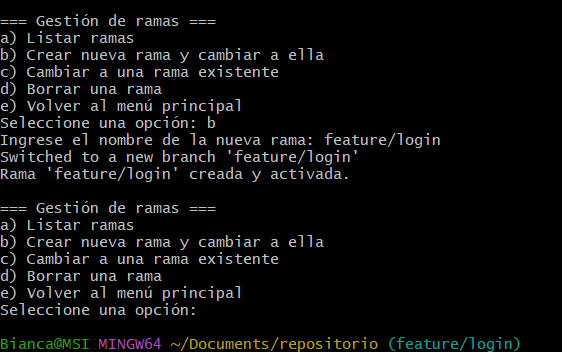 === Gestión de ramas ===
a) Listar ramas
b) Crear nueva rama y cambiar a ella
c) Cambiar a una rama existente
d) Borrar una rama
e) Volver al menú principal
Seleccione una opción: b
Ingrese el nombre de la nueva rama: feature/login
Switched to a new branch 'feature/login'
Rama 'feature/login' creada y activada.
=== Gestión de ramas ===
a) Listar ramas
b) Crear nueva rama y cambiar a ella
c) Cambiar a una rama existente
d) Borrar una rama
e) Volver al menú principal
Seleccione una opción:
Bianca@MSI MINGW64 ~/Documents/repositorio (feature/login)